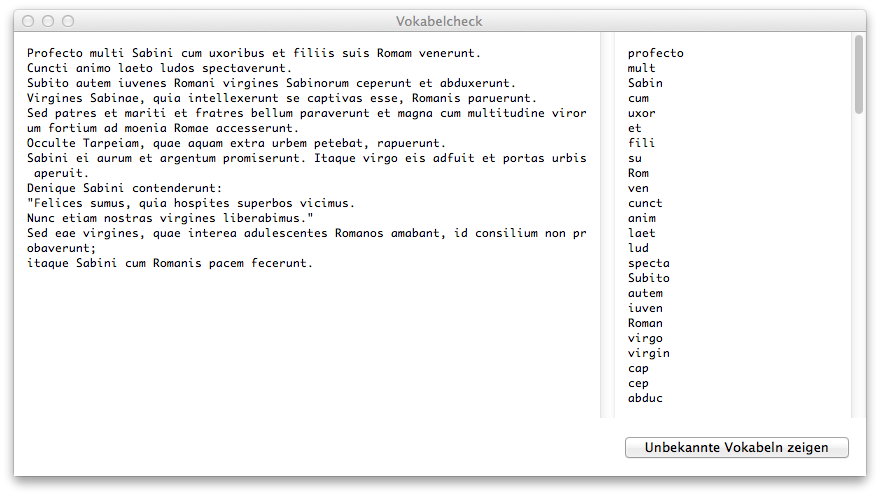 Vokabelcheck
Profecto multi Sabini cum uxoribus et filiis suis Romam venerunt.
Cuncti animo laeto ludos spectaverunt.
Subito autem iuvenes Romani virgines Sabinorum ceperunt et abduxerunt.
Virgines Sabinae, quia intellexerunt se captivas esse, Romanis paruerunt.
Sed patres et mariti et fratres bellum paraverunt et magna cum multitudine viror
um fortium ad moenia Romae accesserunt.
Occulte Tarpeiam, quae aquam extra urbem petebat, rapuerunt.
Sabini ei aurum et argentum promiserunt. Itaque virgo eis adfuit et portas urbis
 aperuit.
Denique Sabini contenderunt:
"Felices sumus, quia hospites superbos vicimus.
Nunc etiam nostras virgines liberabimus."
Sed eae virgines, quae interea adulescentes Romanos amabant, id consilium non pr
obaverunt;
itaque Sabini cum Romanis pacem fecerunt.
profecto
mult
Sabin
cum
uxor
et
fili
su
Rom
ven
cunct
anim
laet
lud
specta
Subito
autem
iuven
Roman
virgo
virgin
cap
cep
abduc
Unbekannte Vokabeln zeigen